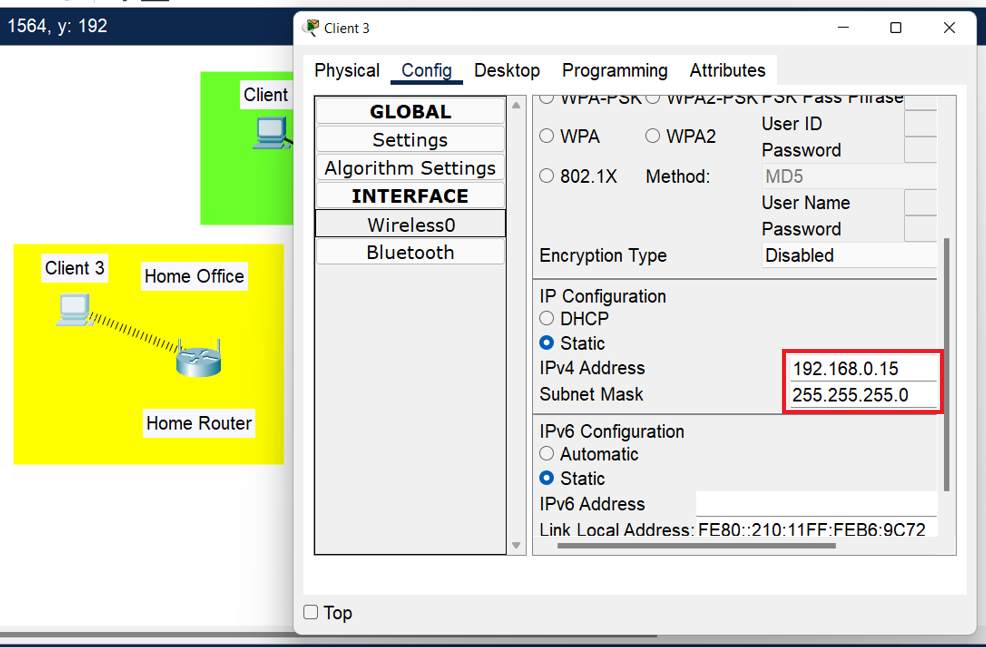 1564, y: 192
Client
Client 3
Home Office
Home Router
Client 3
Physical Config Desktop Programming Attributes
GLOBAL
Settings
Algorithm Settings
INTERFACE
Wireless0
Bluetooth
WPA-PSK WPA2-PSK PSK Pass Phrase
User ID
WPA WPA2
Password
802.1X Method: MD5
User Name
Password
Encryption Type Disabled
IP Configuration
DHCP
Static
IPv4 Address 192.168.0.15
Subnet Mask 255.255.255.0
IPv6 Configuration
Automatic
Static
IPv6 Address
Link Local Address: FE80::210:11FF:FEB6:9C72
Top